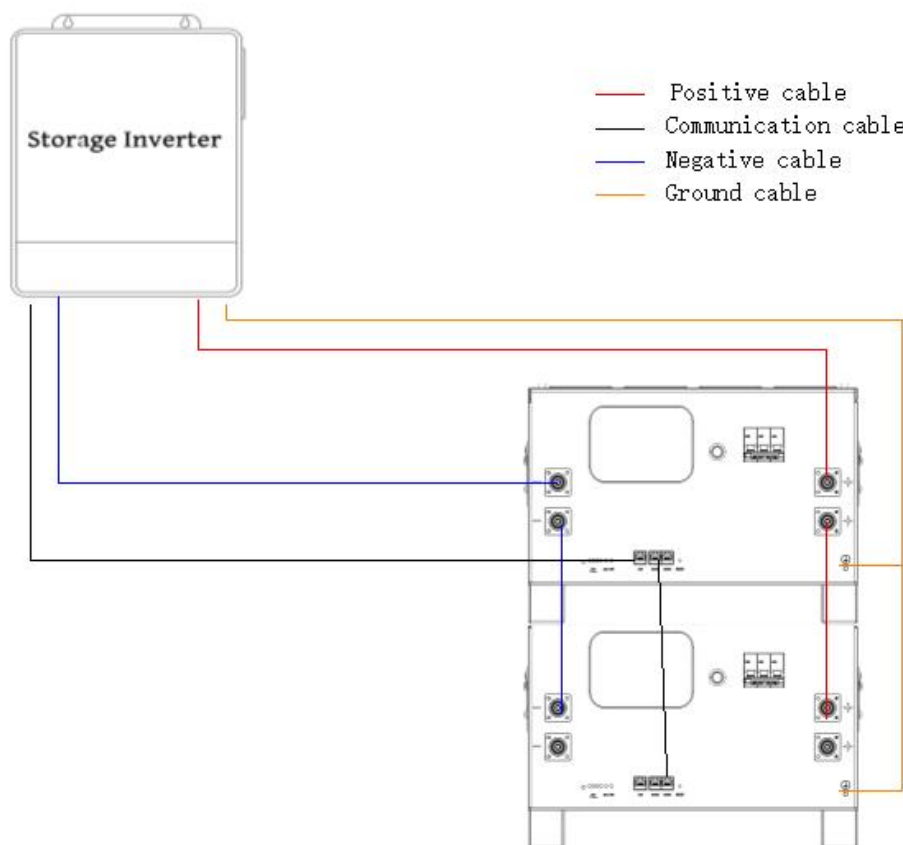 Storage Inverter
Positive cable
Communication cable
Negative cable
Ground cable